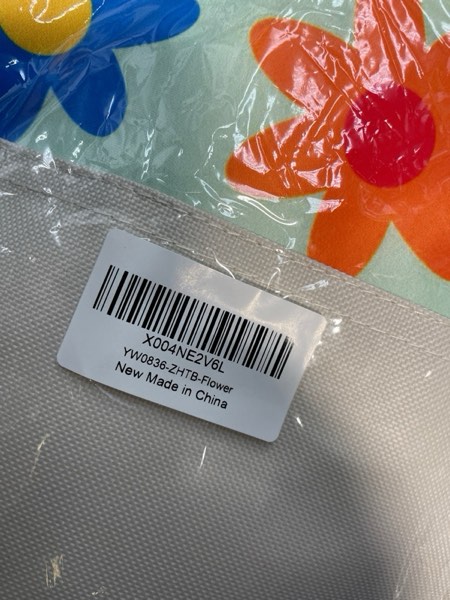 X004NE2V6L
YW0836-ZHTB-Flower
New Made in China